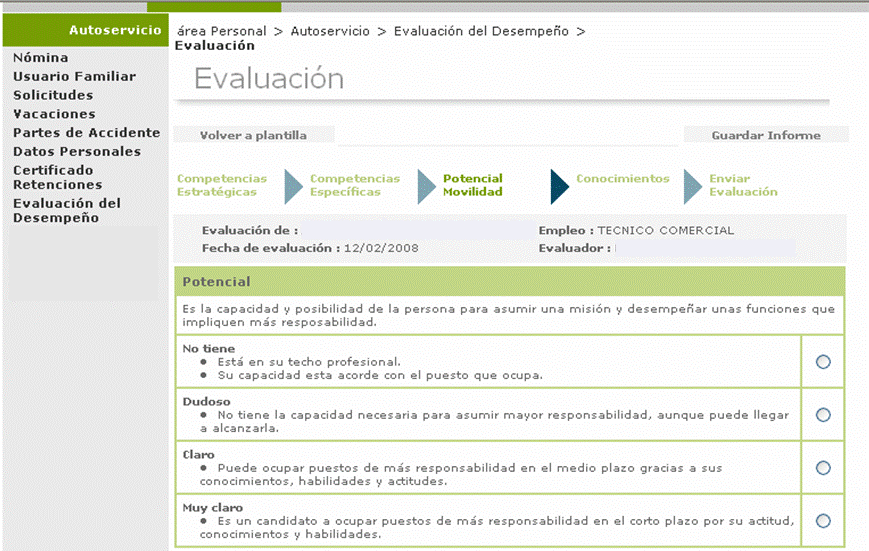 Autoservicio
Nómina
Usuario Familiar
Solicitudes
Vacaciones
Partes de Accidente
Datos Personales
Certificado
Retenciones
Evaluación del
Desempeño
área Personal > Autoservicio > Evaluación del Desempeño >
Evaluación
Evaluación
Volver a plantilla
Guardar Informe
Competencias
Estratégicas
Competencias
Específicas
Potencial
Movilidad
Conocimientos
Enviar
Evaluación
Evaluación de :
Empleo : TECNICO COMERCIAL
Fecha de evaluación : 12/02/2008
Evaluador :
Potencial
Es la capacidad y posibilidad de la persona para asumir una misión y desempeñar unas funciones que
impliquen más resposabilidad.
No tiene
• Está en su techo profesional.
• Su capacidad esta acorde con el puesto que ocupa.
Dudoso
• No tiene la capacidad necesaria para asumir mayor responsabilidad, aunque puede llegar
a alcanzarla.
Claro
• Puede ocupar puestos de más responsabilidad en el medio plazo gracias a sus
conocimientos, habilidades y actitudes.
Muy claro
• Es un candidato a ocupar puestos de más responsabilidad en el corto plazo por su actitud,
conocimientos y habilidades.